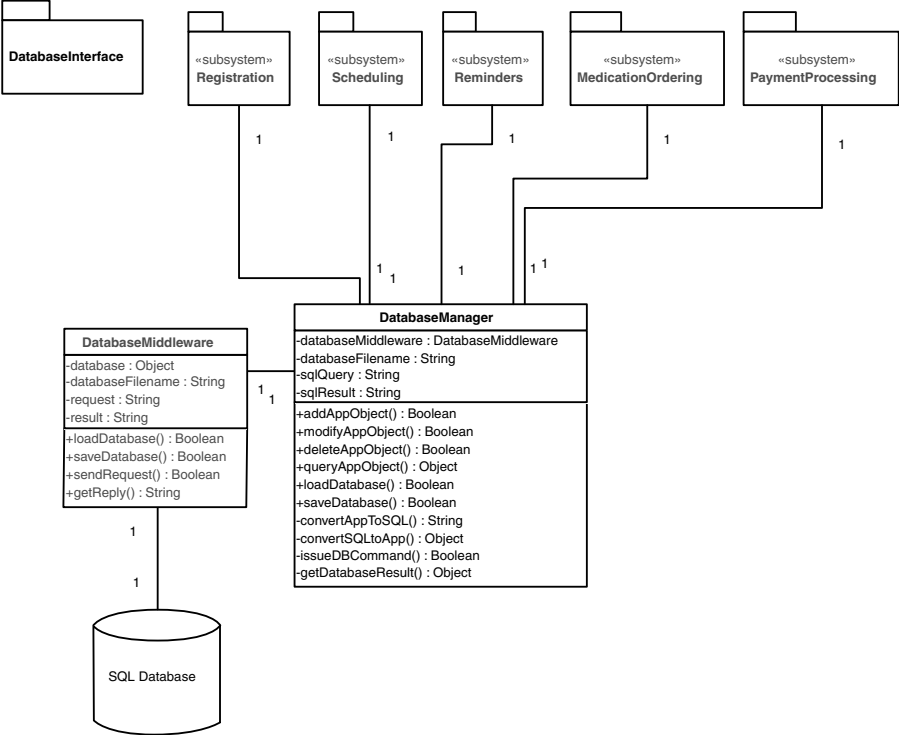 DatabaseInterface
«subsystem»
Registration
«subsystem»
Scheduling
«subsystem»
Reminders
«subsystem»
MedicationOrdering
«subsystem»
PaymentProcessing
1
1
1
1
1
1
1
1
1
1
DatabaseManager
-databaseMiddleware : DatabaseMiddleware
-databaseFilename : String
-sqlQuery : String
-sqlResult : String
+addAppObject() : Boolean
+modifyAppObject() : Boolean
+deleteAppObject() : Boolean
+queryAppObject() : Object
+loadDatabase() : Boolean
+saveDatabase() : Boolean
-convertAppToSQL() : String
-convertSQLtoApp() : Object
-issueDBCommand() : Boolean
-getDatabaseResult() : Object
DatabaseMiddleware
-database : Object
-databaseFilename : String
-request : String
-result : String
+loadDatabase() : Boolean
+saveDatabase() : Boolean
+sendRequest() : Boolean
+getReply() : String
1
1
1
1
SQL Database